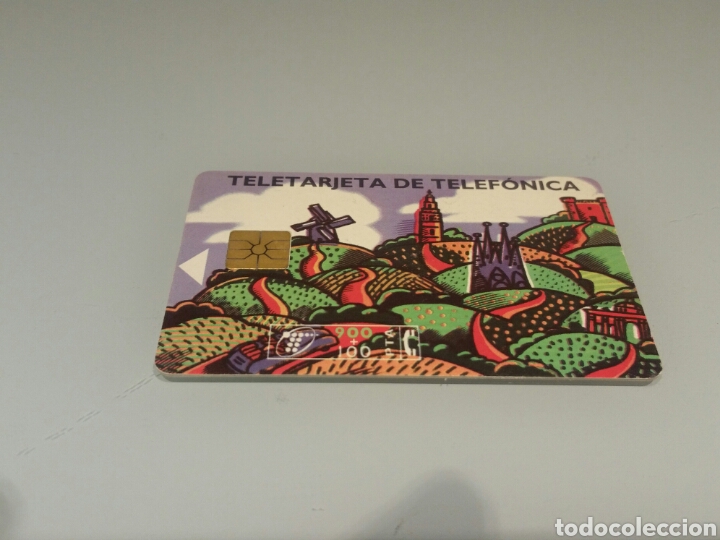 TELETARJETA DE TELEFÓNICA
900
+
100
PTA
todocoleccion